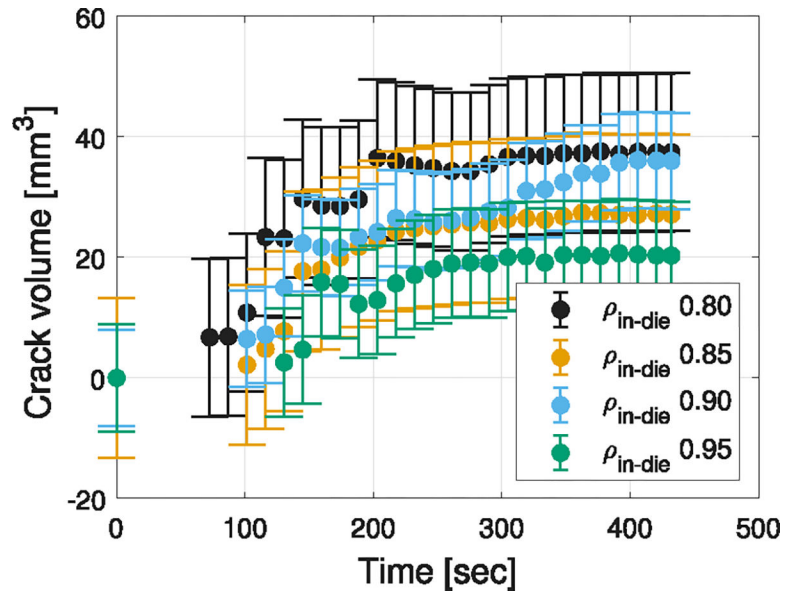 60
40
20
0
-20
Crack volume [mm³]
0 100 200 300 400 500
Time [sec]
ρin-die 0.80
ρin-die 0.85
ρin-die 0.90
ρin-die 0.95